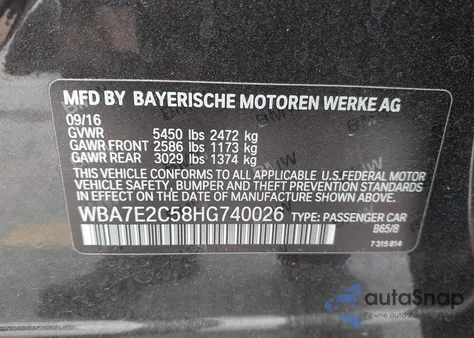 MFD BY BAYERISCHE MOTOREN WERKE AG
09/16
GVWR 5450 lbs 2472 kg
GAWR FRONT 2586 lbs 1173 kg
GAWR REAR 3029 lbs 1374 kg
THIS VEHICLE CONFORMS TO ALL APPLICABLE U.S.FEDERAL MOTOR
VEHICLE SAFETY, BUMPER AND THEFT PREVENTION STANDARDS
IN EFFECT ON THE DATE OF MANUFACTURE SHOWN ABOVE.
WBA7E2C58HG740026 TYPE: PASSENGER CAR
B65/8
7 315 814
autoSnap